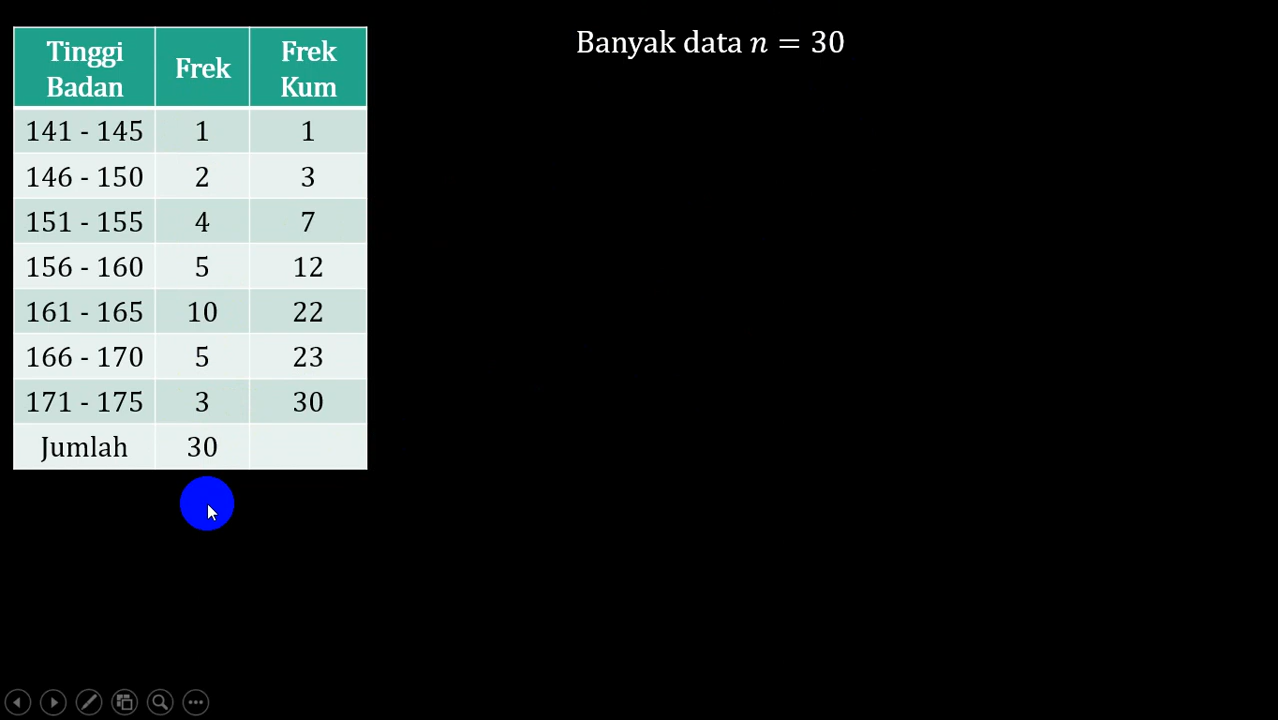 Banyak data n = 30
Tinggi Badan Frek Frek Kum
141 - 145 1 1
146 - 150 2 3
151 - 155 4 7
156 - 160 5 12
161 - 165 10 22
166 - 170 5 23
171 - 175 3 30
Jumlah 30